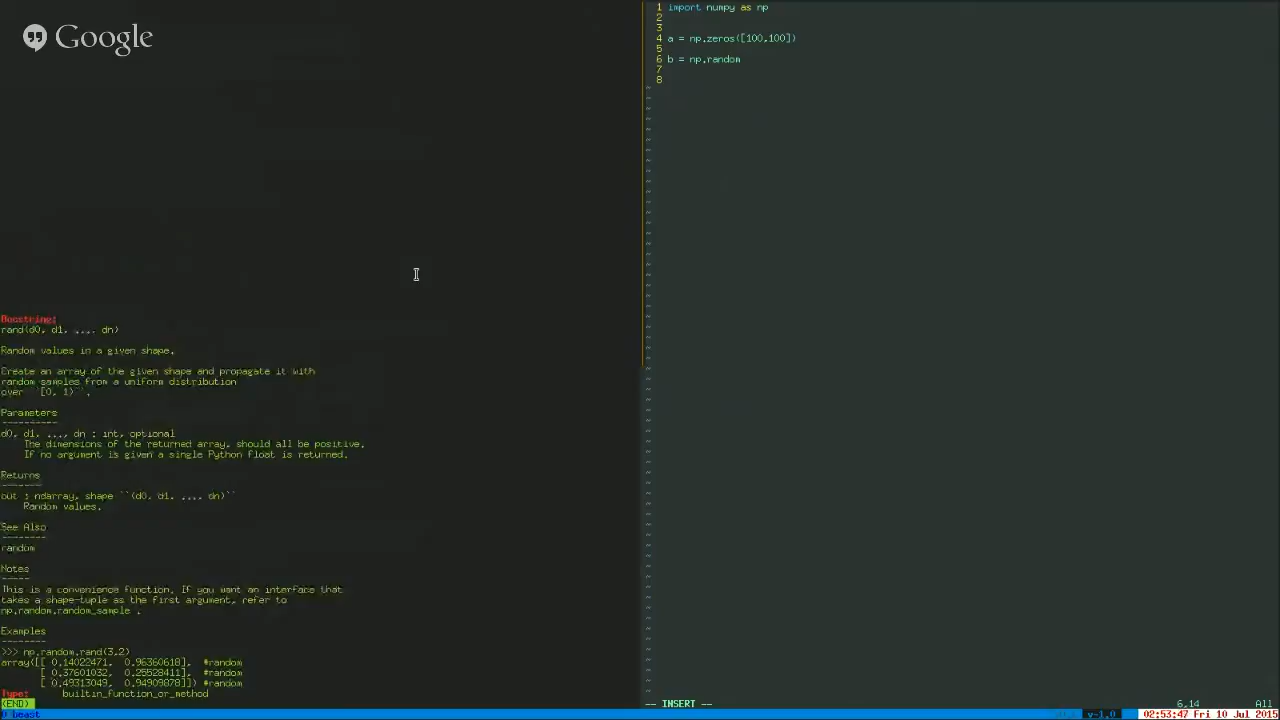 Google
Docstring:
rand(d0, d1, ..., dn)
Random values in a given shape.
Create an array of the given shape and propagate it with
random samples from a uniform distribution
over ``[0, 1)``.
Parameters
----------
d0, d1, ..., dn : int, optional
The dimensions of the returned array, should all be positive.
If no argument is given a single Python float is returned.
Returns
-------
out : ndarray, shape ``(d0, d1, ..., dn)``
Random values.
See Also
--------
random
Notes
-----
This is a convenience function. If you want an interface that
takes a shape-tuple as the first argument, refer to
np.random.random_sample .
Examples
--------
>>> np.random.rand(3,2)
array([[ 0.14022471, 0.96360618], #random
[ 0.37601032, 0.25528411], #random
[ 0.49313049, 0.94909878]]) #random
Type: builtin_function_or_method
(END)
0 beast
1 import numpy as np
2
3
4 a = np.zeros([100,100])
5
6 b = np.random
7
8
-- INSERT -- 6,14 All
v-1.0 02:53:47 Fri 10 Jul 2015